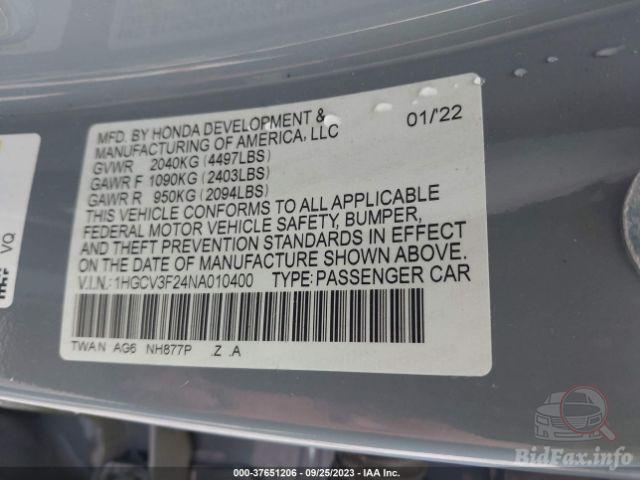 MFD. BY HONDA DEVELOPMENT &
MANUFACTURING OF AMERICA, LLC 01/'22
GVWR 2040KG (4497LBS)
GAWR F 1090KG (2403LBS)
GAWR R 950KG (2094LBS)
THIS VEHICLE CONFORMS TO ALL APPLICABLE
FEDERAL MOTOR VEHICLE SAFETY, BUMPER,
AND THEFT PREVENTION STANDARDS IN EFFECT
ON THE DATE OF MANUFACTURE SHOWN ABOVE.
V.I.N.: 1HGCV3F24NA010400 TYPE: PASSENGER CAR
TWAN AG6 NH877P .Z .A
VQ
000-37651206 - 09/25/2023 - IAA Inc.
BidFax.info